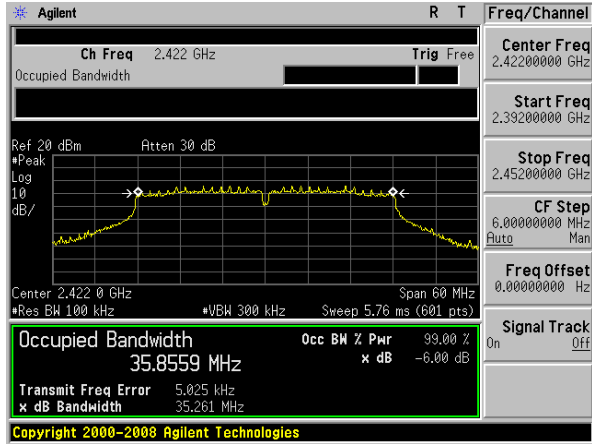 Agilent R T Freq/Channel
Ch Freq 2.422 GHz Trig Free
Occupied Bandwidth
Center Freq
2.42200000 GHz
Start Freq
2.39200000 GHz
Stop Freq
2.45200000 GHz
CF Step
6.00000000 MHz
Auto Man
Freq Offset
0.00000000 Hz
Signal Track
On Off
Ref 20 dBm Atten 30 dB
#Peak
Log
10
dB/
Center 2.422 0 GHz Span 60 MHz
#Res BW 100 kHz #VBW 300 kHz Sweep 5.76 ms (601 pts)
Occupied Bandwidth Occ BW % Pwr 99.00 %
35.8559 MHz x dB -6.00 dB
Transmit Freq Error 5.025 kHz
x dB Bandwidth 35.261 MHz
Copyright 2000-2008 Agilent Technologies